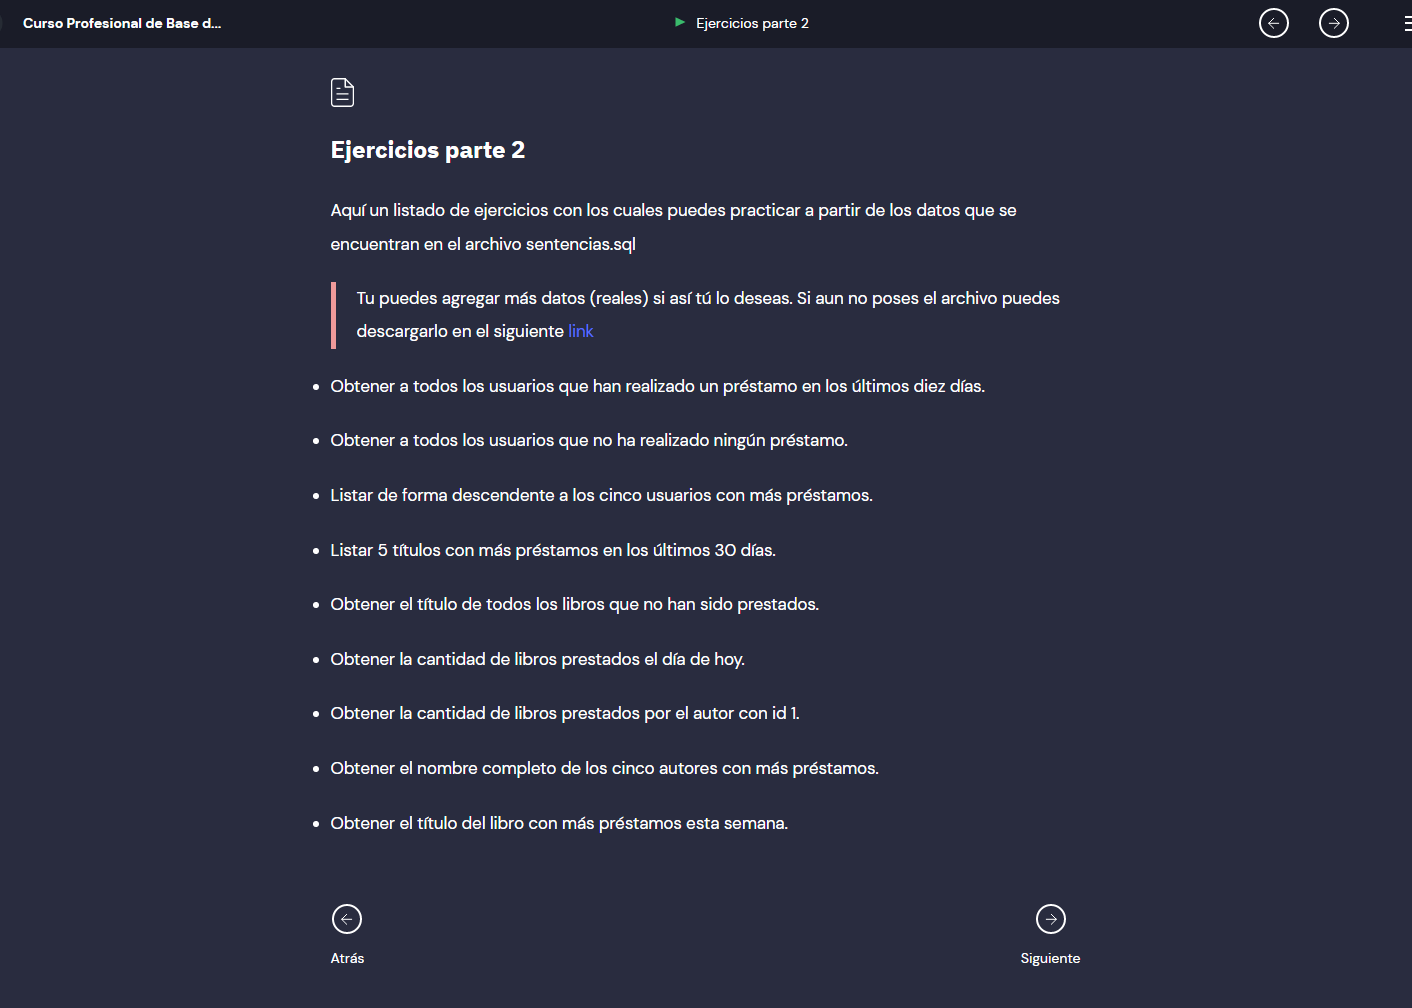 Curso Profesional de Base d...
Ejercicios parte 2
Ejercicios parte 2
Aquí un listado de ejercicios con los cuales puedes practicar a partir de los datos que se
encuentran en el archivo sentencias.sql
Tu puedes agregar más datos (reales) si así tú lo deseas. Si aun no poses el archivo puedes
descargarlo en el siguiente link
Obtener a todos los usuarios que han realizado un préstamo en los últimos diez días.
Obtener a todos los usuarios que no ha realizado ningún préstamo.
Listar de forma descendente a los cinco usuarios con más préstamos.
Listar 5 títulos con más préstamos en los últimos 30 días.
Obtener el título de todos los libros que no han sido prestados.
Obtener la cantidad de libros prestados el día de hoy.
Obtener la cantidad de libros prestados por el autor con id 1.
Obtener el nombre completo de los cinco autores con más préstamos.
Obtener el título del libro con más préstamos esta semana.
Atrás
Siguiente